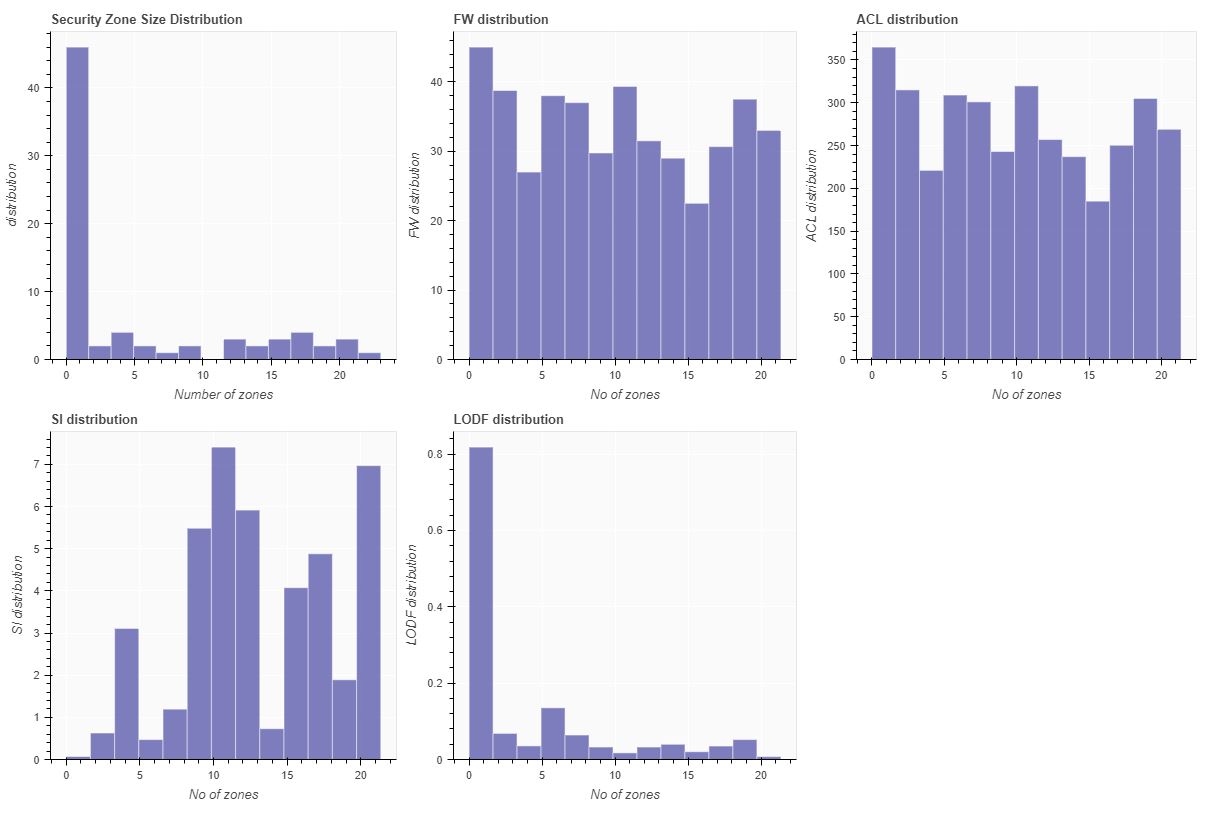 Security Zone Size Distribution
distribution
40
30
20
10
0
0 5 10 15 20
Number of zones
FW distribution
FW distribution
40
30
20
10
0
0 5 10 15 20
No of zones
ACL distribution
ACL distribution
350
300
250
200
150
100
50
0
0 5 10 15 20
No of zones
SI distribution
SI distribution
7
6
5
4
3
2
1
0
0 5 10 15 20
No of zones
LODF distribution
LODF distribution
0.8
0.6
0.4
0.2
0
0 5 10 15 20
No of zones